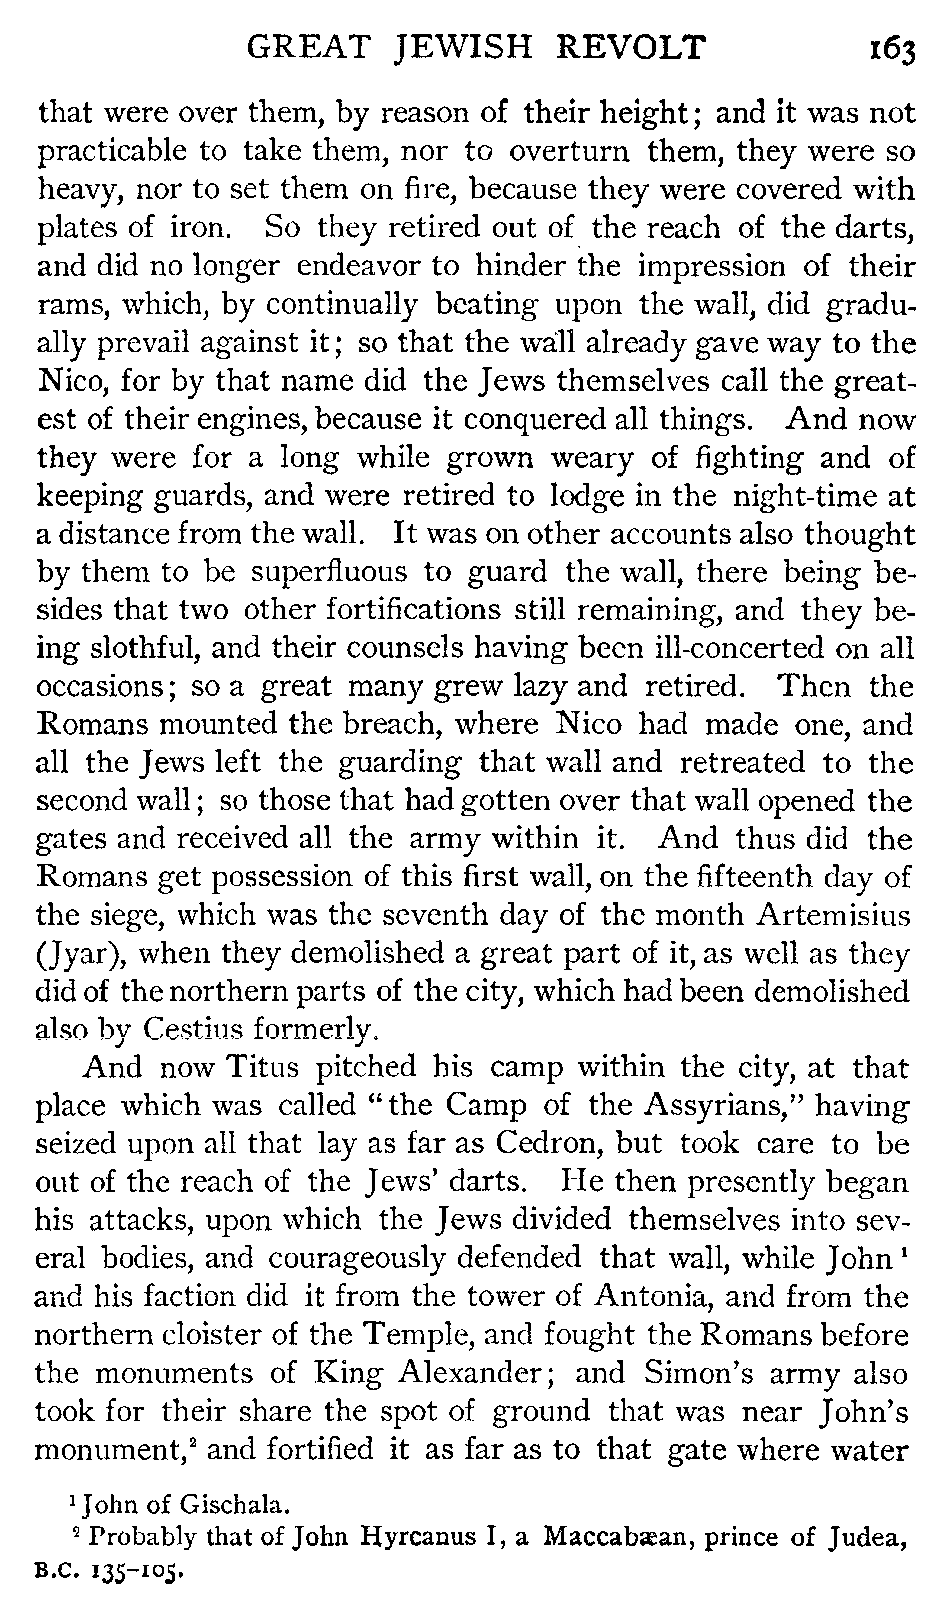 GREAT JEWISH REVOLT 163
that were over them, by reason of their height; and it was not
practicable to take them, nor to overturn them, they were so
heavy, nor to set them on fire, because they were covered with
plates of iron. So they retired out of the reach of the darts,
and did no longer endeavor to hinder the impression of their
rams, which, by continually beating upon the wall, did gradu-
ally prevail against it; so that the wall already gave way to the
Nico, for by that name did the Jews themselves call the great-
est of their engines, because it conquered all things. And now
they were for a long while grown weary of fighting and of
keeping guards, and were retired to lodge in the night-time at
a distance from the wall. It was on other accounts also thought
by them to be superfluous to guard the wall, there being be-
sides that two other fortifications still remaining, and they be-
ing slothful, and their counsels having been ill-concerted on all
occasions; so a great many grew lazy and retired. Then the
Romans mounted the breach, where Nico had made one, and
all the Jews left the guarding that wall and retreated to the
second wall; so those that had gotten over that wall opened the
gates and received all the army within it. And thus did the
Romans get possession of this first wall, on the fifteenth day of
the siege, which was the seventh day of the month Artemisius
(Jyar), when they demolished a great part of it, as well as they
did of the northern parts of the city, which had been demolished
also by Cestius formerly.
And now Titus pitched his camp within the city, at that
place which was called “the Camp of the Assyrians,” having
seized upon all that lay as far as Cedron, but took care to be
out of the reach of the Jews’ darts. He then presently began
his attacks, upon which the Jews divided themselves into sev-
eral bodies, and courageously defended that wall, while John ¹
and his faction did it from the tower of Antonia, and from the
northern cloister of the Temple, and fought the Romans before
the monuments of King Alexander; and Simon’s army also
took for their share the spot of ground that was near John’s
monument,² and fortified it as far as to that gate where water
¹ John of Gischala.
² Probably that of John Hyrcanus I, a Maccabæan, prince of Judea,
B.C. 135–105.